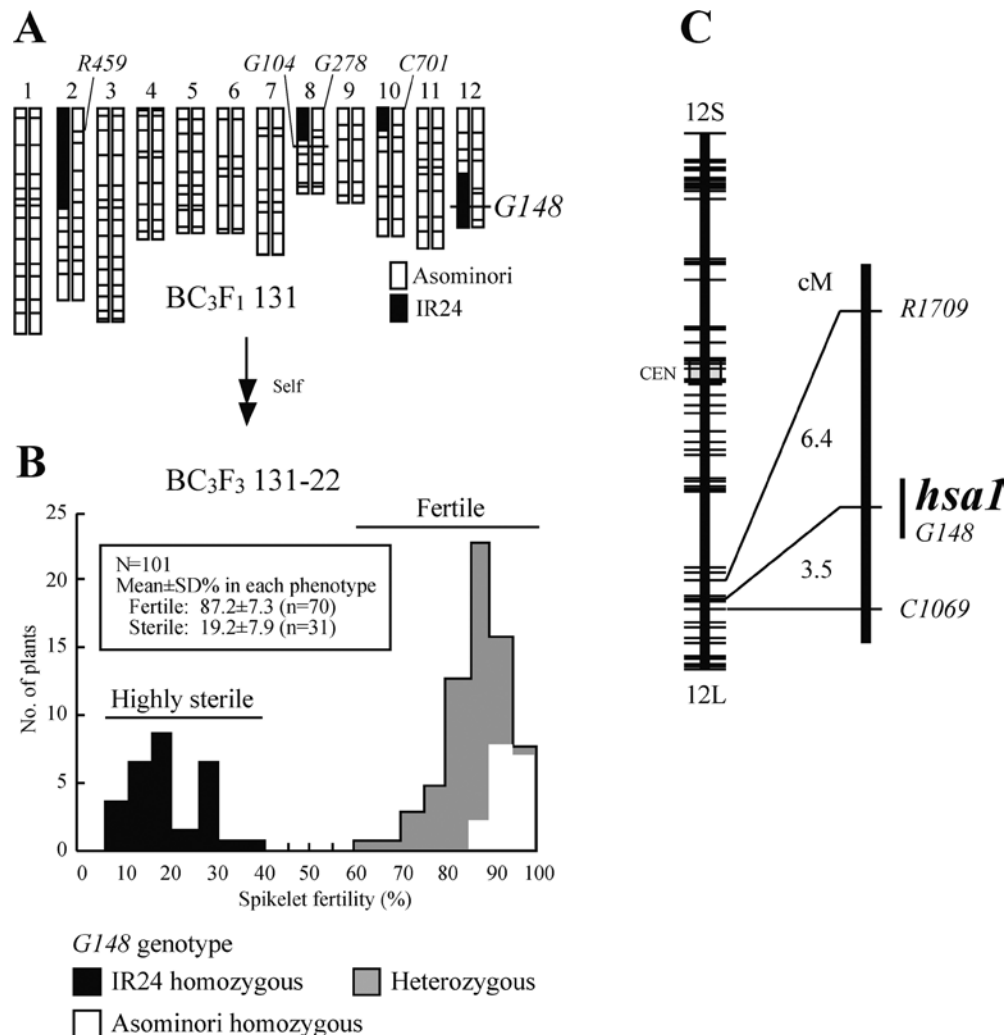 A
R459
G104
G278
C701
1 2 3 4 5 6 7 8 9 10 11 12
G148
Asominori
IR24
BC₃F₁ 131
Self
B
BC₃F₃ 131-22
Fertile
N=101
Mean±SD% in each phenotype
Fertile: 87.2±7.3 (n=70)
Sterile: 19.2±7.9 (n=31)
Highly sterile
No. of plants
25
20
15
10
5
0
0 10 20 30 40 50 60 70 80 90 100
Spikelet fertility (%)
G148 genotype
IR24 homozygous
Heterozygous
Asominori homozygous
C
12S
cM
R1709
CEN
6.4
hsa1
G148
3.5
C1069
12L